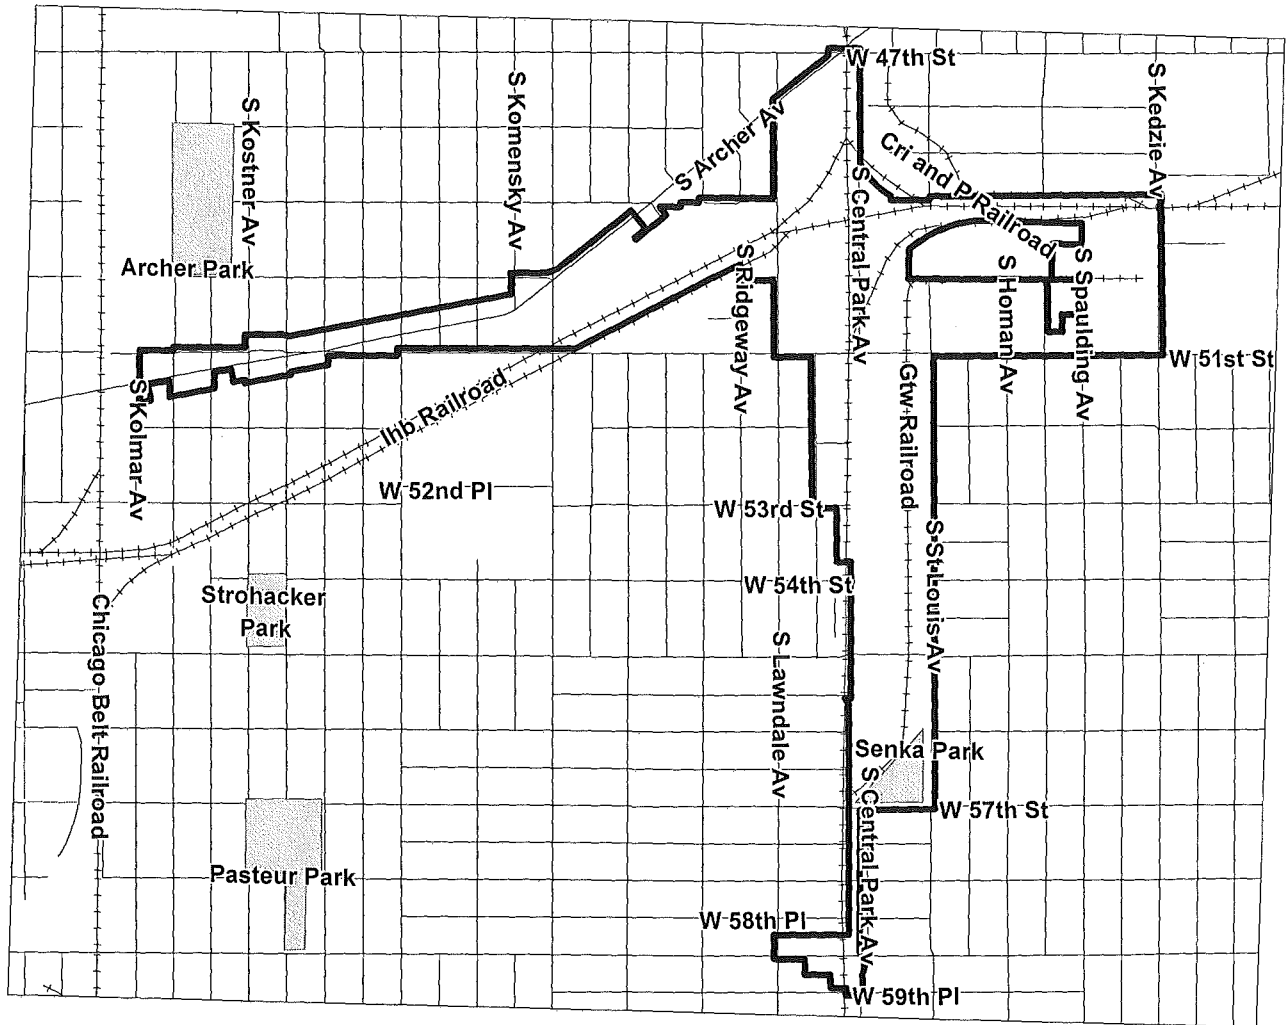 W 47th St
S Kedzie Av
S Kostner Av
S Komensky Av
S Archer Av
Cri and P Railroad
S Central Park Av
Archer Park
S Ridgeway Av
S Homan Av
S Spaulding Av
W 51st St
S Kolmar Av
Ihb Railroad
Gtw Railroad
W 52nd Pl
W 53rd St
S St Louis Av
W 54th St
Strohacker
Park
Chicago Belt Railroad
S Lawndale Av
Senka Park
S Central Park Av
W 57th St
Pasteur Park
W 58th Pl
W 59th Pl